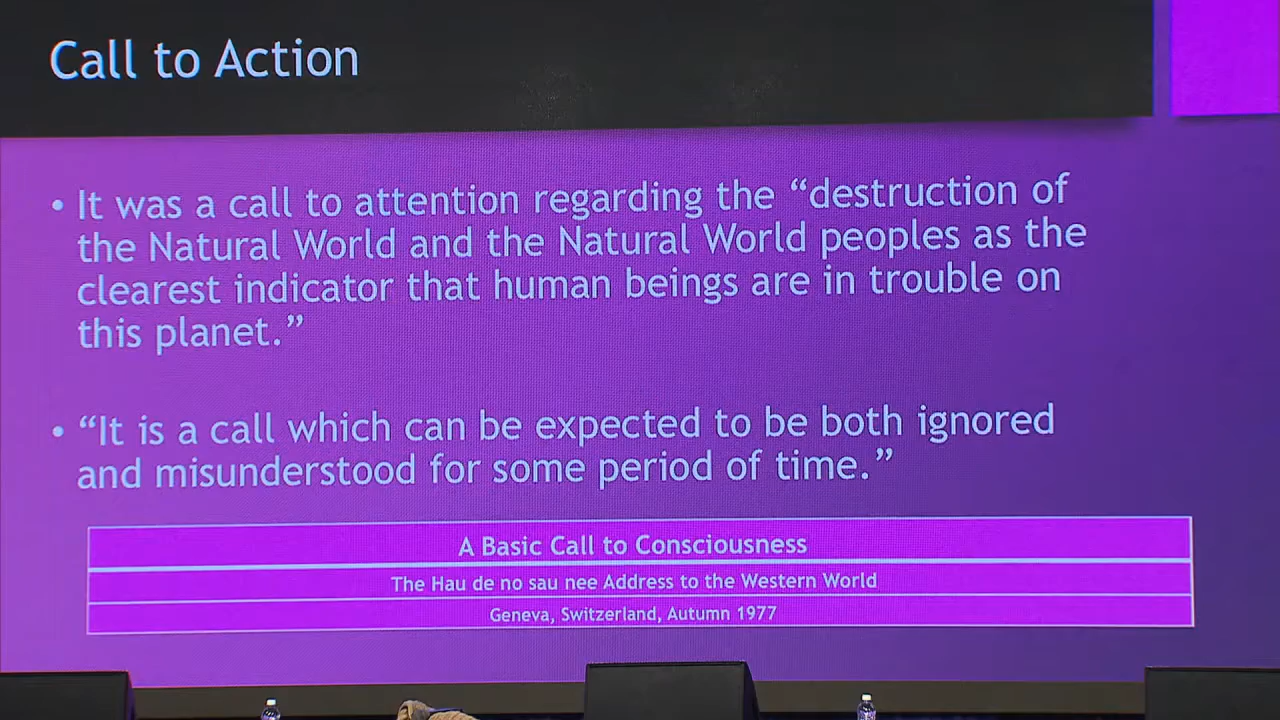 Call to Action
• It was a call to attention regarding the “destruction of
the Natural World and the Natural World peoples as the
clearest indicator that human beings are in trouble on
this planet.”
• “It is a call which can be expected to be both ignored
and misunderstood for some period of time.”
A Basic Call to Consciousness
The Hau de no sau nee Address to the Western World
Geneva, Switzerland, Autumn 1977